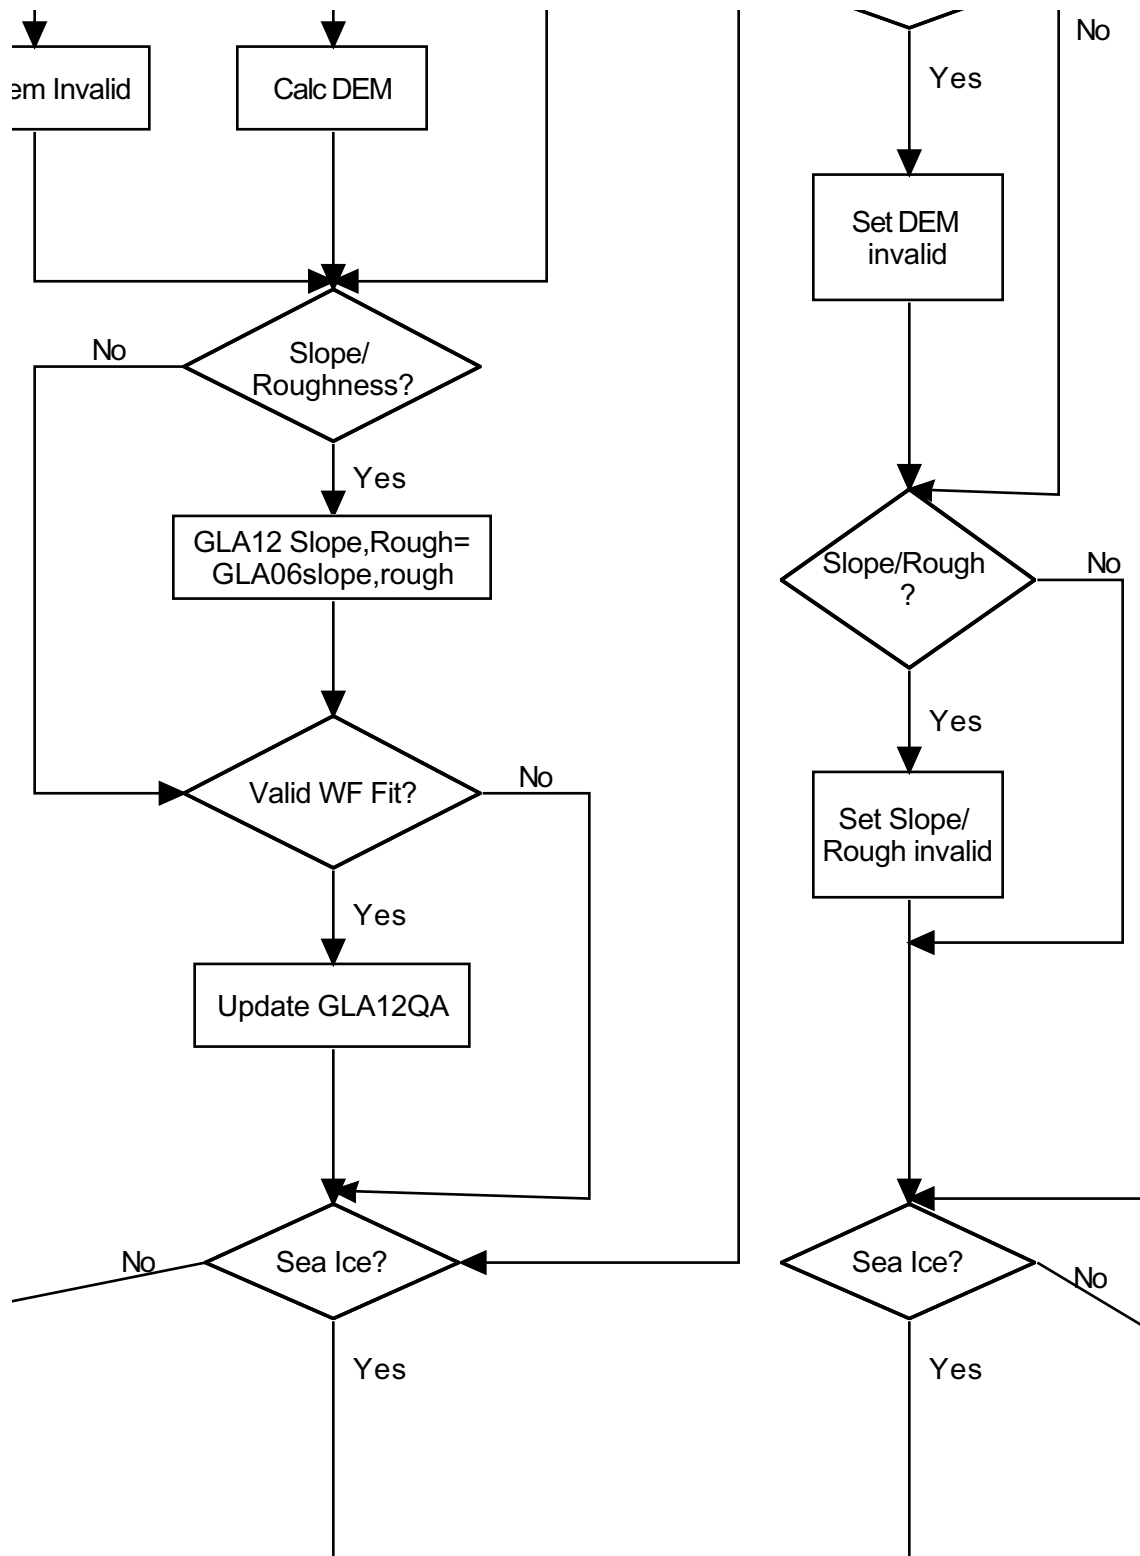 No
Yes
em Invalid
Calc DEM
Set DEM
invalid
No
Slope/
Roughness?
Yes
GLA12 Slope,Rough=
GLA06slope,rough
Slope/Rough
?
No
Yes
Valid WF Fit?
No
Set Slope/
Rough invalid
Yes
Update GLA12QA
No
Sea Ice?
Yes
Sea Ice?
No
Yes